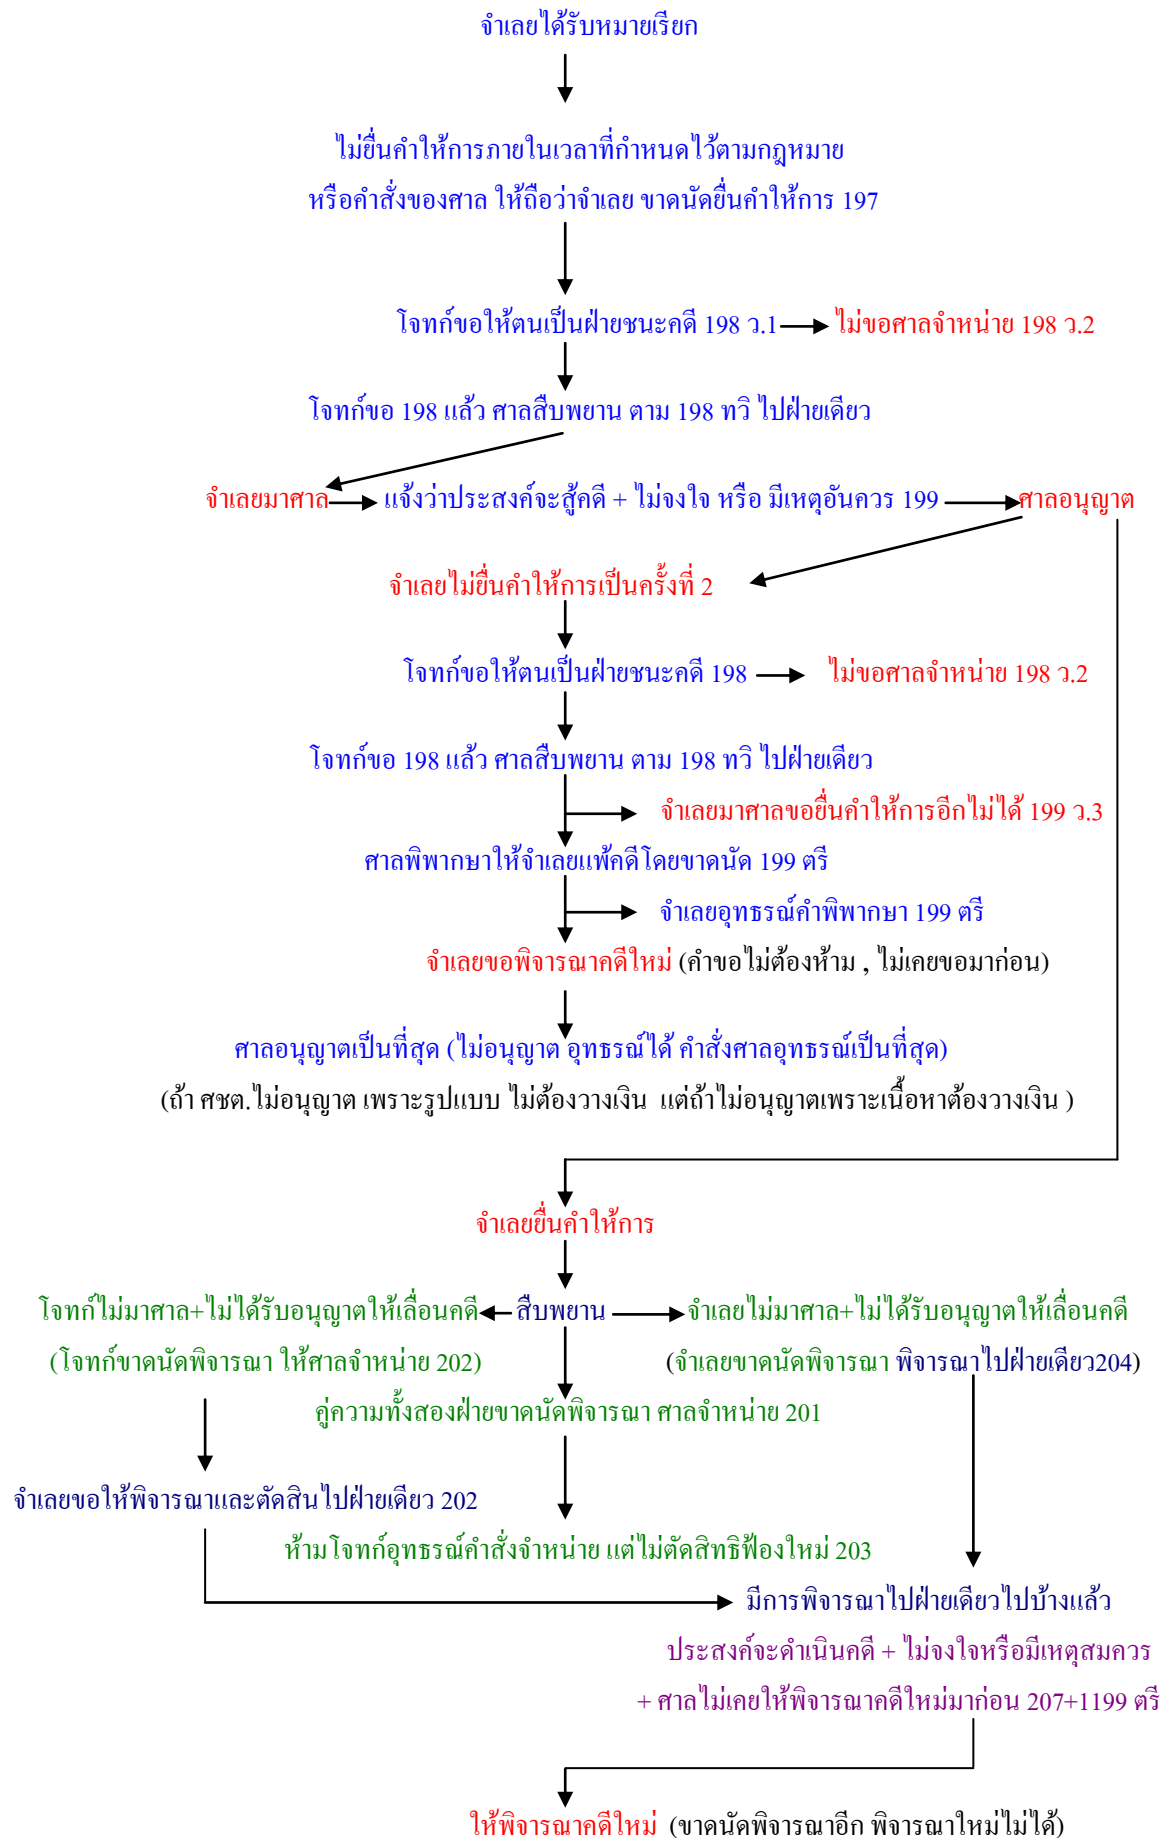 จำเลยได้รับหมายเรียก
ไม่ยื่นคำให้การภายในเวลาที่กำหนดไว้ตามกฎหมาย
หรือคำสั่งของศาล ให้ถือว่าจำเลย ขาดนัดยื่นคำให้การ 197
โจทก์ขอให้ตนเป็นฝ่ายชนะคดี 198 ว.1 ไม่ขอศาลจำหน่าย 198 ว.2
โจทก์ขอ 198 แล้ว ศาลสืบพยาน ตาม 198 ทวิ ไปฝ่ายเดียว
จำเลยมาศาล แจ้งว่าประสงค์จะสู้คดี + ไม่จงใจ หรือ มีเหตุอันควร 199 ศาลอนุญาต
จำเลยไม่ยื่นคำให้การเป็นครั้งที่ 2
โจทก์ขอให้ตนเป็นฝ่ายชนะคดี 198 ไม่ขอศาลจำหน่าย 198 ว.2
โจทก์ขอ 198 แล้ว ศาลสืบพยาน ตาม 198 ทวิ ไปฝ่ายเดียว
จำเลยมาศาลขอยื่นคำให้การอีกไม่ได้ 199 ว.3
ศาลพิพากษาให้จำเลยแพ้คดีโดยขาดนัด 199 ตรี
จำเลยอุทธรณ์คำพิพากษา 199 ตรี
จำเลยขอพิจารณาคดีใหม่ (คำขอไม่ต้องห้าม , ไม่เคยขอมาก่อน)
ศาลอนุญาตเป็นที่สุด (ไม่อนุญาต อุทธรณ์ได้ คำสั่งศาลอุทธรณ์เป็นที่สุด)
(ถ้า ศชต.ไม่อนุญาต เพราะรูปแบบ ไม่ต้องวางเงิน แต่ถ้าไม่อนุญาตเพราะเนื้อหาต้องวางเงิน )
จำเลยยื่นคำให้การ
โจทก์ไม่มาศาล+ไม่ได้รับอนุญาตให้เลื่อนคดี สืบพยาน จำเลยไม่มาศาล+ไม่ได้รับอนุญาตให้เลื่อนคดี
(โจทก์ขาดนัดพิจารณา ให้ศาลจำหน่าย 202) (จำเลยขาดนัดพิจารณา พิจารณาไปฝ่ายเดียว204)
คู่ความทั้งสองฝ่ายขาดนัดพิจารณา ศาลจำหน่าย 201
จำเลยขอให้พิจารณาและตัดสินไปฝ่ายเดียว 202
ห้ามโจทก์อุทธรณ์คำสั่งจำหน่าย แต่ไม่ตัดสิทธิฟ้องใหม่ 203
มีการพิจารณาไปฝ่ายเดียวไปบ้างแล้ว
ประสงค์จะดำเนินคดี + ไม่จงใจหรือมีเหตุสมควร
+ ศาลไม่เคยให้พิจารณาคดีใหม่มาก่อน 207+1199 ตรี
ให้พิจารณาคดีใหม่ (ขาดนัดพิจารณาอีก พิจารณาใหม่ไม่ได้)